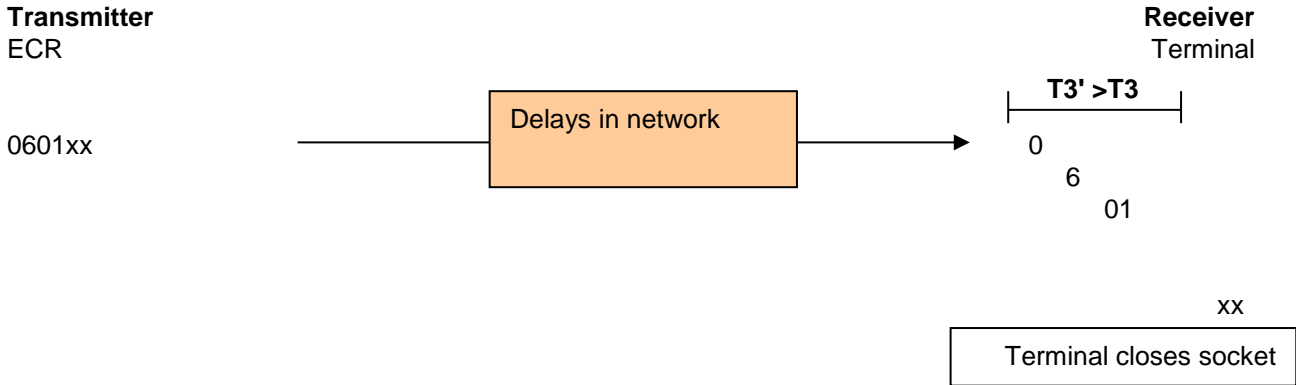 Transmitter
ECR
Receiver
Terminal
T3' >T3
Delays in network
0601xx
0
6
01
xx
Terminal closes socket